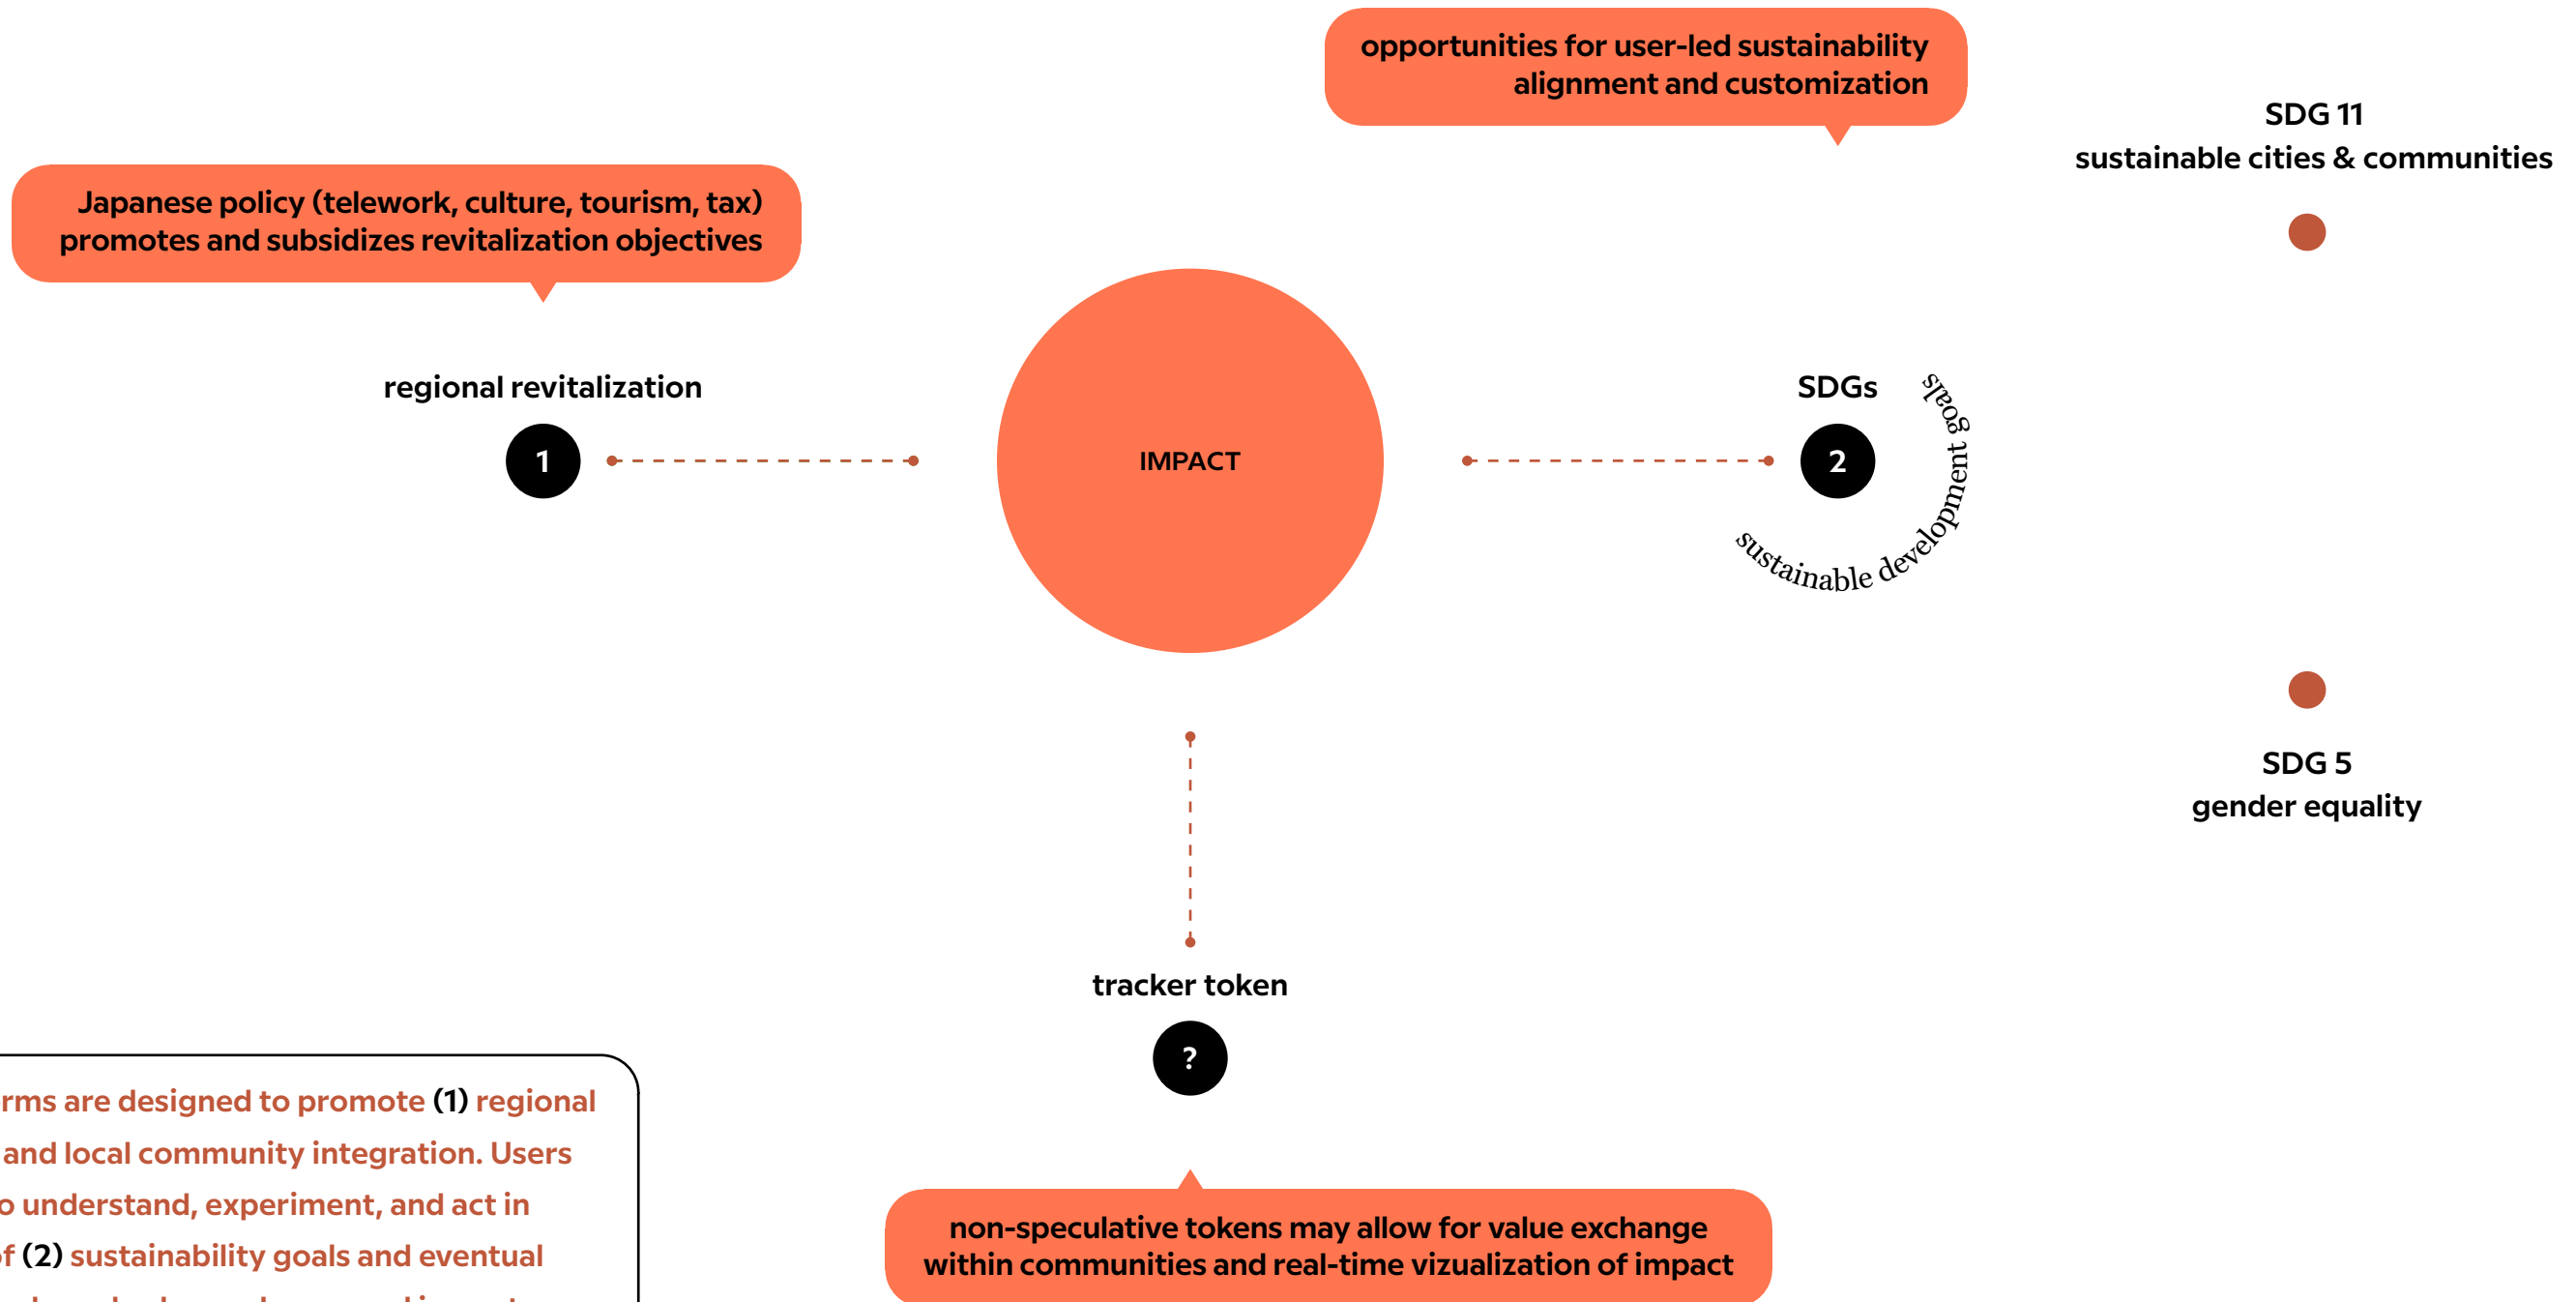 opportunities for user-led sustainability
alignment and customization
SDG 11
sustainable cities & communities
Japanese policy (telework, culture, tourism, tax)
promotes and subsidizes revitalization objectives
regional revitalization
1
IMPACT
SDGs
2
sustainable development goals
SDG 5
gender equality
tracker token
?
non-speculative tokens may allow for value exchange
within communities and real-time vizualization of impact
are designed to promote (1) regional
and local community integration. Users
understand, experiment, and act in
(2) sustainability goals and eventual